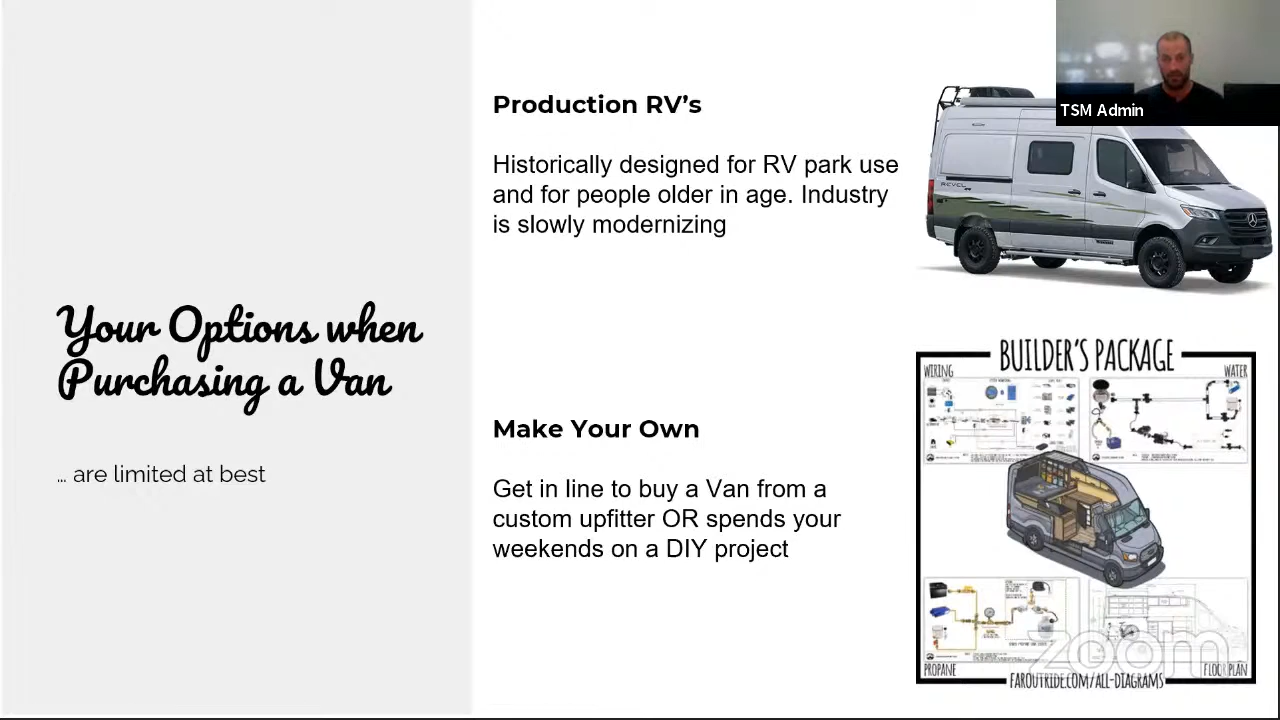 Your Options when
Purchasing a Van
... are limited at best
Production RV’s
Historically designed for RV park use
and for people older in age. Industry
is slowly modernizing
Make Your Own
Get in line to buy a Van from a
custom upfitter OR spends your
weekends on a DIY project
TSM Admin
REVEL
BUILDER'S PACKAGE
WIRING
WATER
PROPANE
FLOOR PLAN
FAROUTRIDE.COM/ALL-DIAGRAMS
zoom